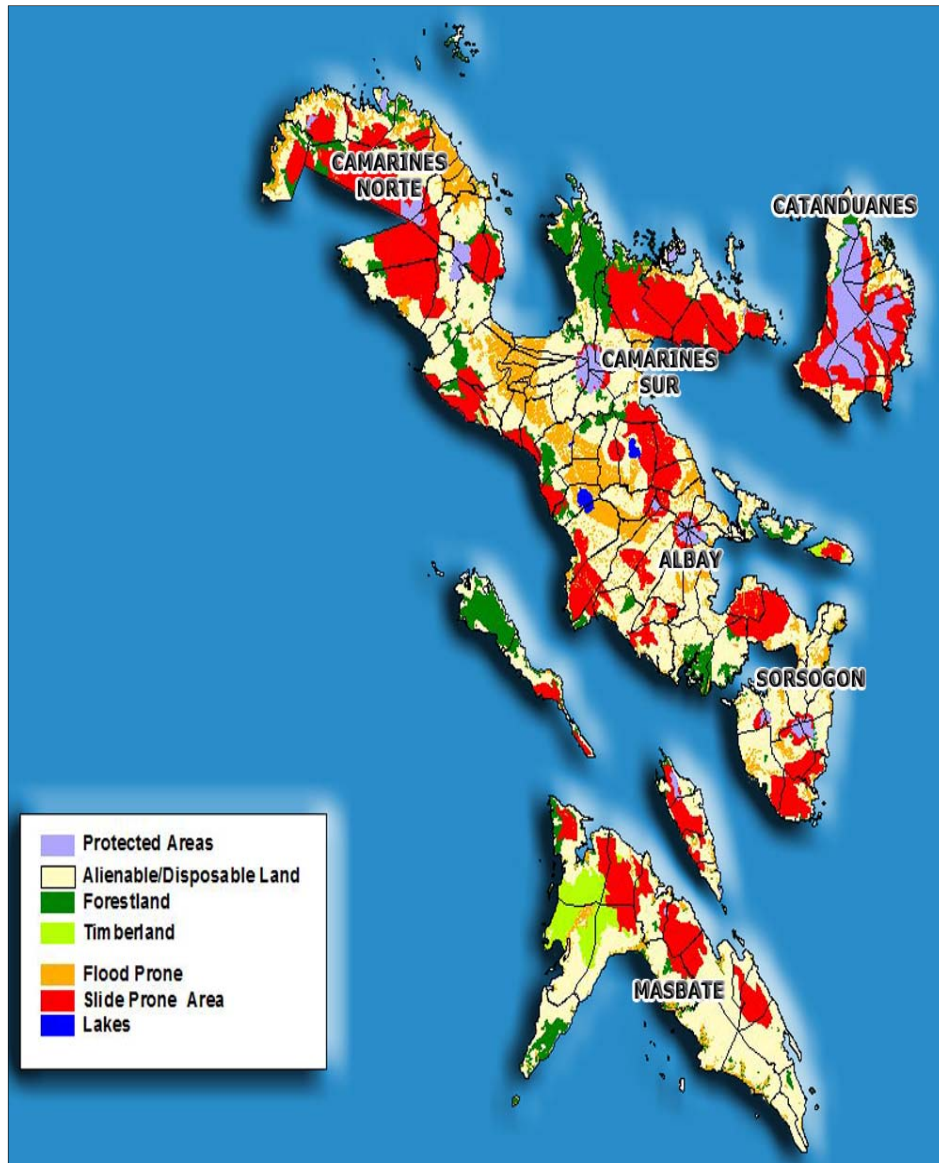 CAMARINES
NORTE
CATANDUANES
CAMARINES
SUR
ALBAY
SORSOGON
MASBATE
Protected Areas
Alienable/Disposable Land
Forestland
Timberland
Flood Prone
Slide Prone Area
Lakes